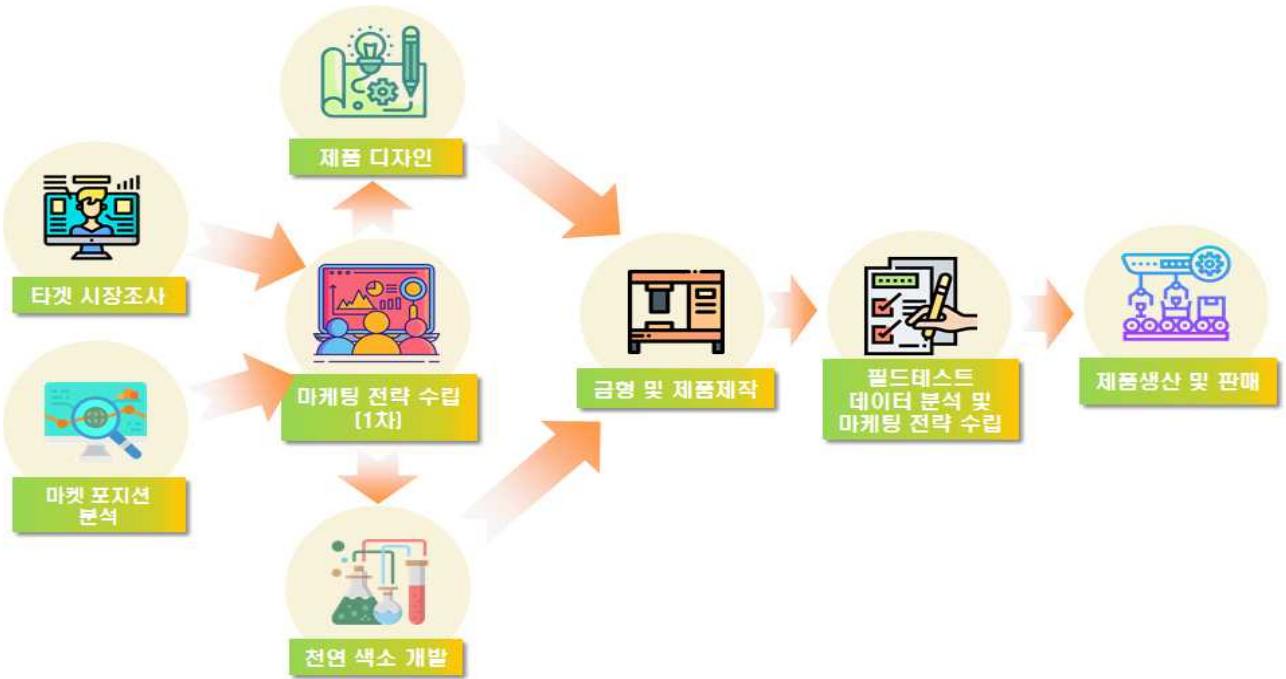 제품 디자인
타겟 시장조사
마케팅 전략 수립
(1차)
마켓 포지션
분석
천연 색소 개발
금형 및 제품제작
필드테스트
데이터 분석 및
마케팅 전략 수립
제품생산 및 판매